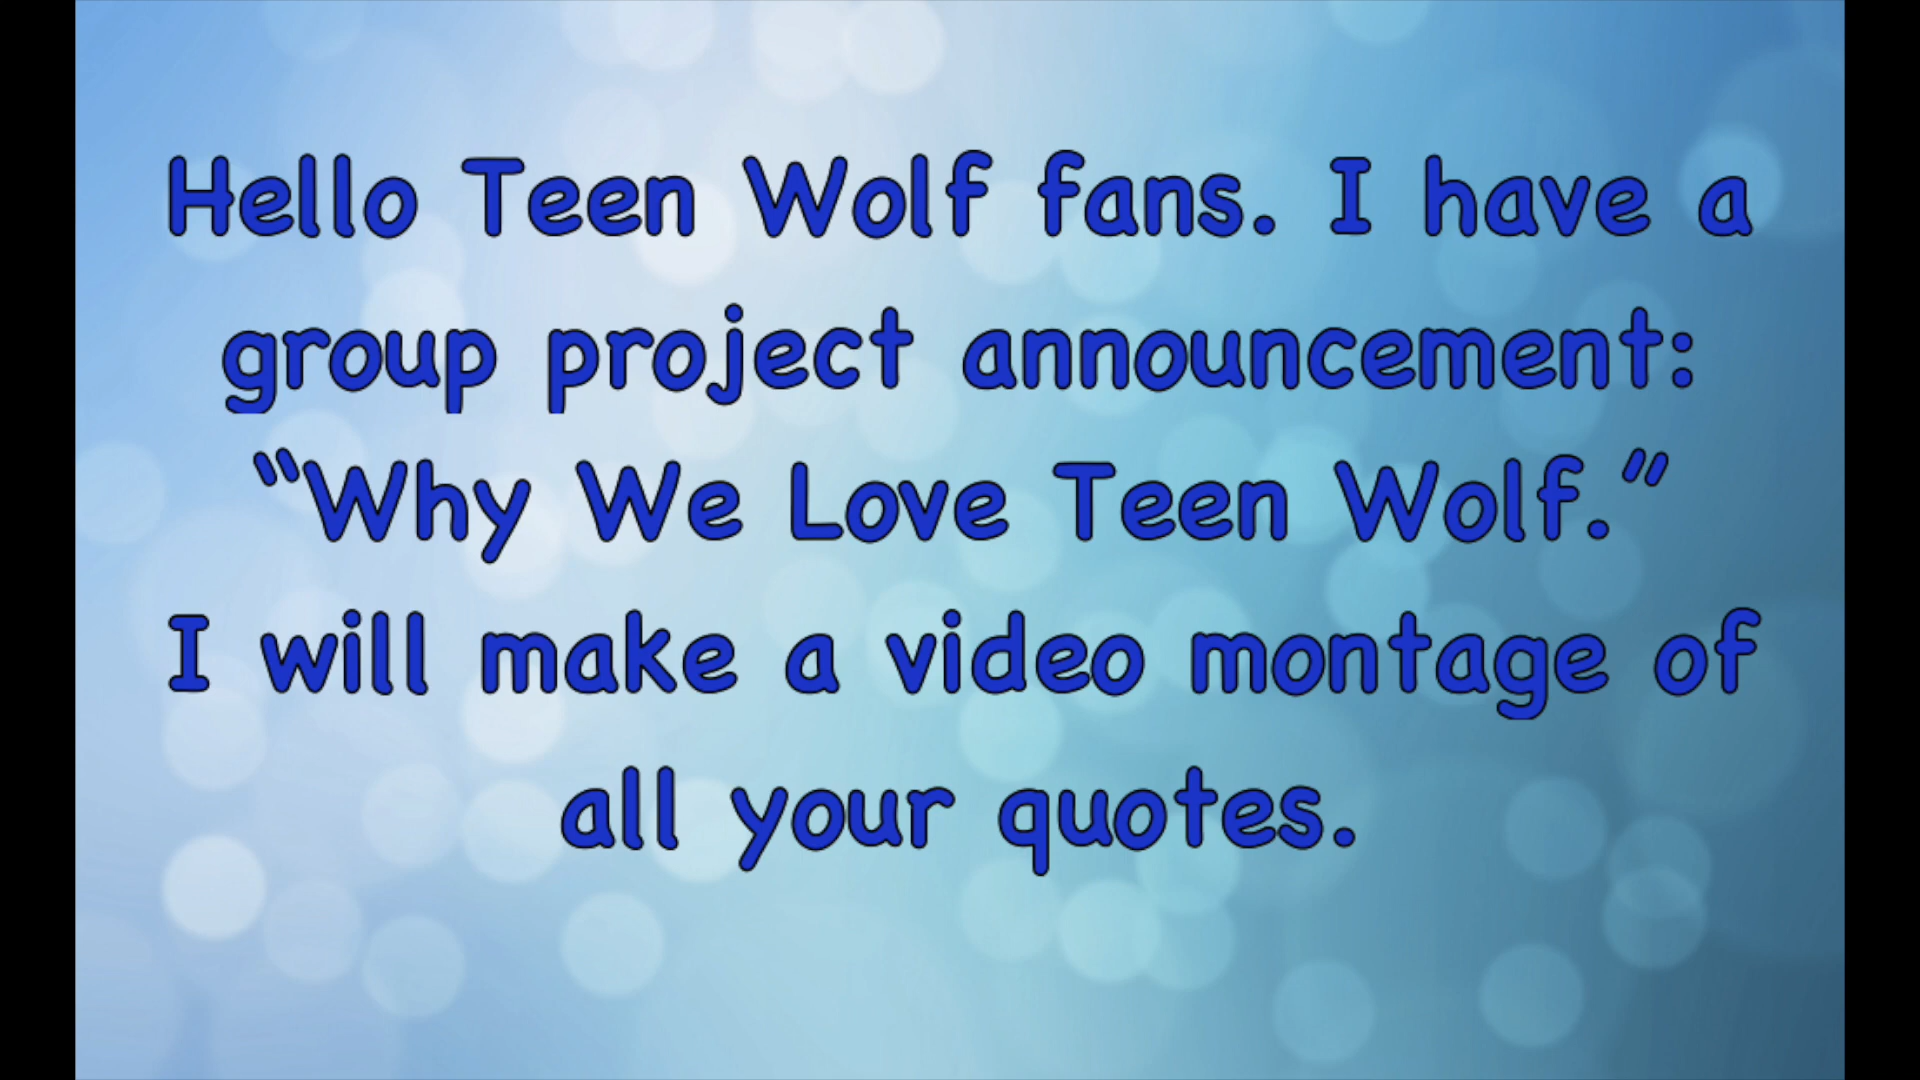 Hello Teen Wolf fans. I have a
group project announcement:
“Why We Love Teen Wolf.”
I will make a video montage of
all your quotes.